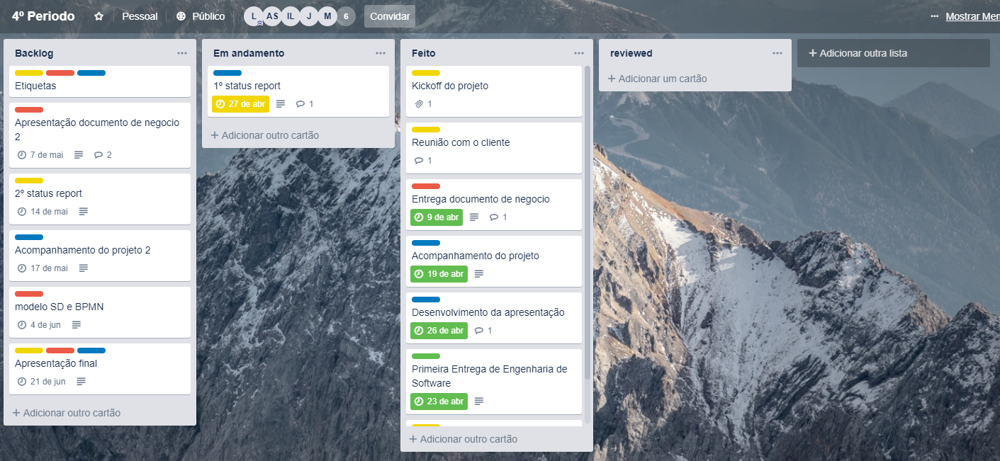 4º Periodo
Pessoal
Público
L AS IL J M 6
Convidar
Mostrar Men
Backlog
Etiquetas
Apresentação documento de negocio
2
7 de mai 2
2º status report
14 de mai
Acompanhamento do projeto 2
17 de mai
modelo SD e BPMN
4 de jun
Apresentação final
21 de jun
+ Adicionar outro cartão
Em andamento
1º status report
27 de abr 1
+ Adicionar outro cartão
Feito
Kickoff do projeto
1
Reunião com o cliente
1
Entrega documento de negocio
9 de abr 1
Acompanhamento do projeto
19 de abr
Desenvolvimento da apresentação
26 de abr 1
Primeira Entrega de Engenharia de
Software
23 de abr
+ Adicionar outro cartão
reviewed
+ Adicionar um cartão
+ Adicionar outra lista